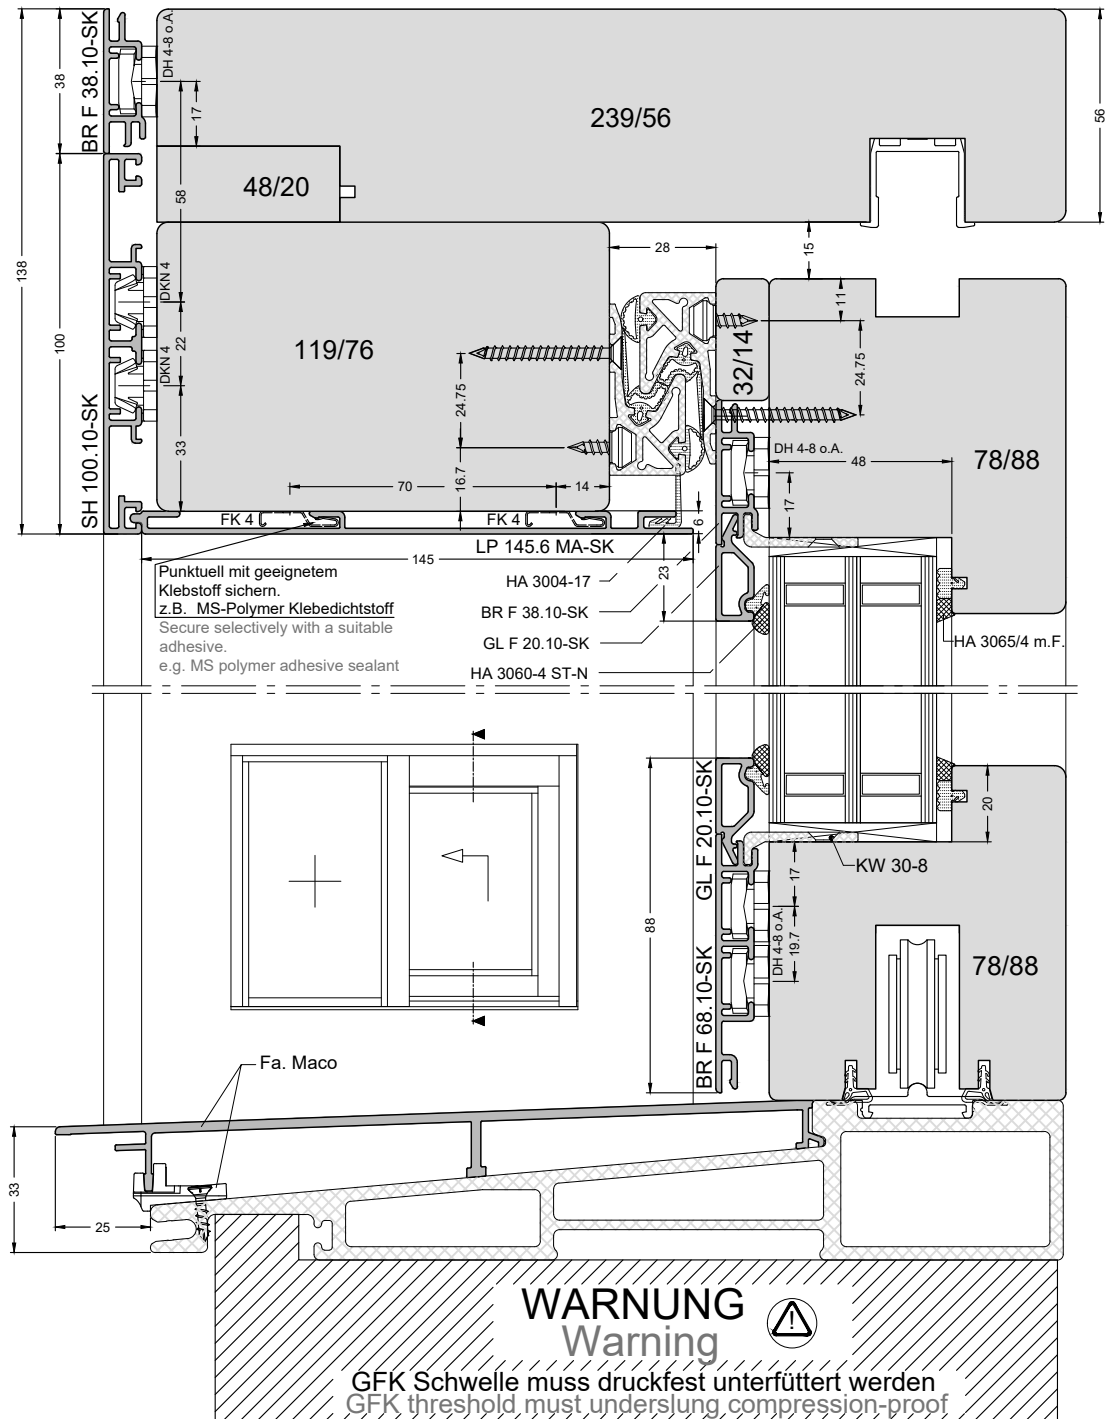 BR F 38.10-SK
DH 4-8 o.A.
38
17
239/56
56
48/20
58
138
100
28
15
11
DKN 4
22
DKN 4
119/76
24.75
32/14
24.75
78/88
SH 100.10-SK
33
16.7
70
14
DH 4-8 o.A.
48
17
FK 4
FK 4
6
LP 145.6 MA-SK
145
23
Punktuell mit geeignetem
Klebstoff sichern.
z.B. MS-Polymer Klebedichtstoff
Secure selectively with a suitable
adhesive.
e.g. MS polymer adhesive sealant
HA 3004-17
BR F 38.10-SK
GL F 20.10-SK
HA 3060-4 ST-N
HA 3065/4 m.F.
GL F 20.10-SK
20
KW 30-8
17
88
DH 4-8 o.A.
19.7
78/88
BR F 68.10-SK
Fa. Maco
33
25
WARNUNG
Warning
GFK Schwelle muss druckfest unterfüttert werden
GFK threshold must underslung compression-proof